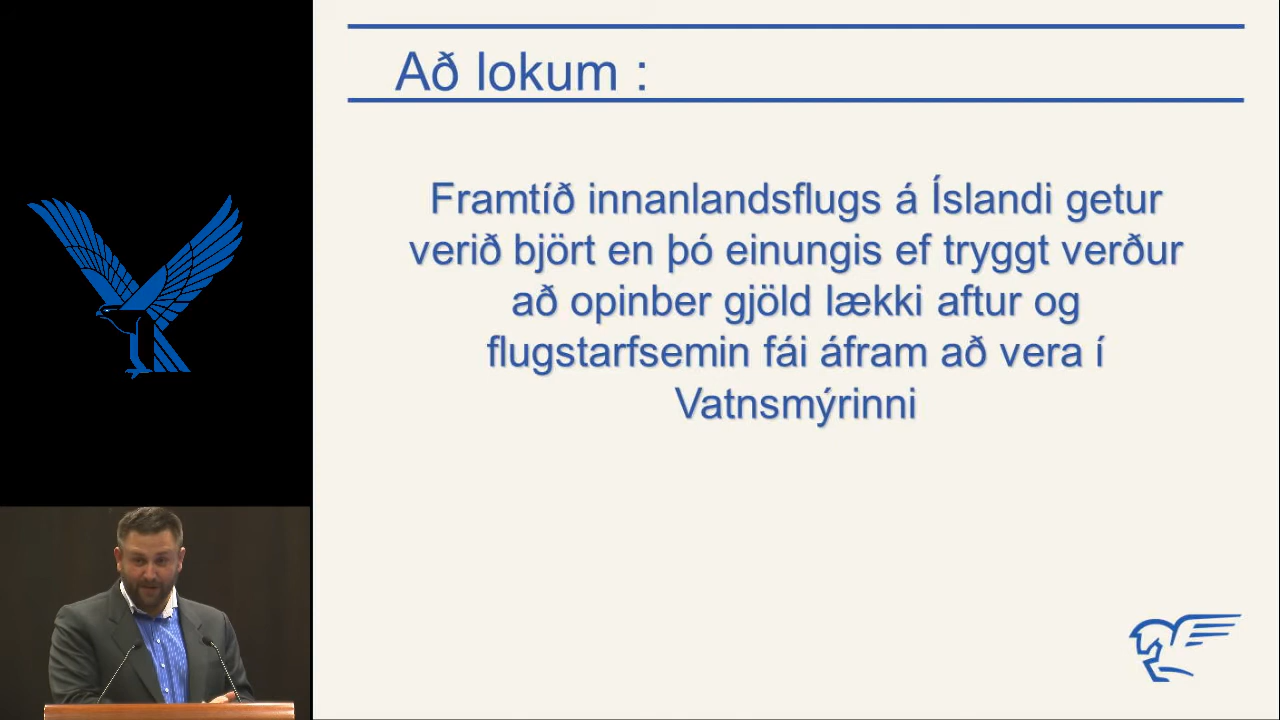 Að lokum :
Framtíð innanlandsflugs á Íslandi getur
verið björt en þó einungis ef tryggt verður
að opinber gjöld lækki aftur og
flugstarfsemin fái áfram að vera í
Vatnsmýrinni